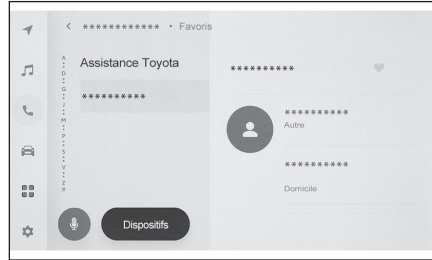 ************ • Favoris
Assistance Toyota
**********
A
•
D
•
G
•
J
•
M
•
P
•
S
•
V
•
Z
#
Dispositifs
**********
**********
Autre
**********
Domicile